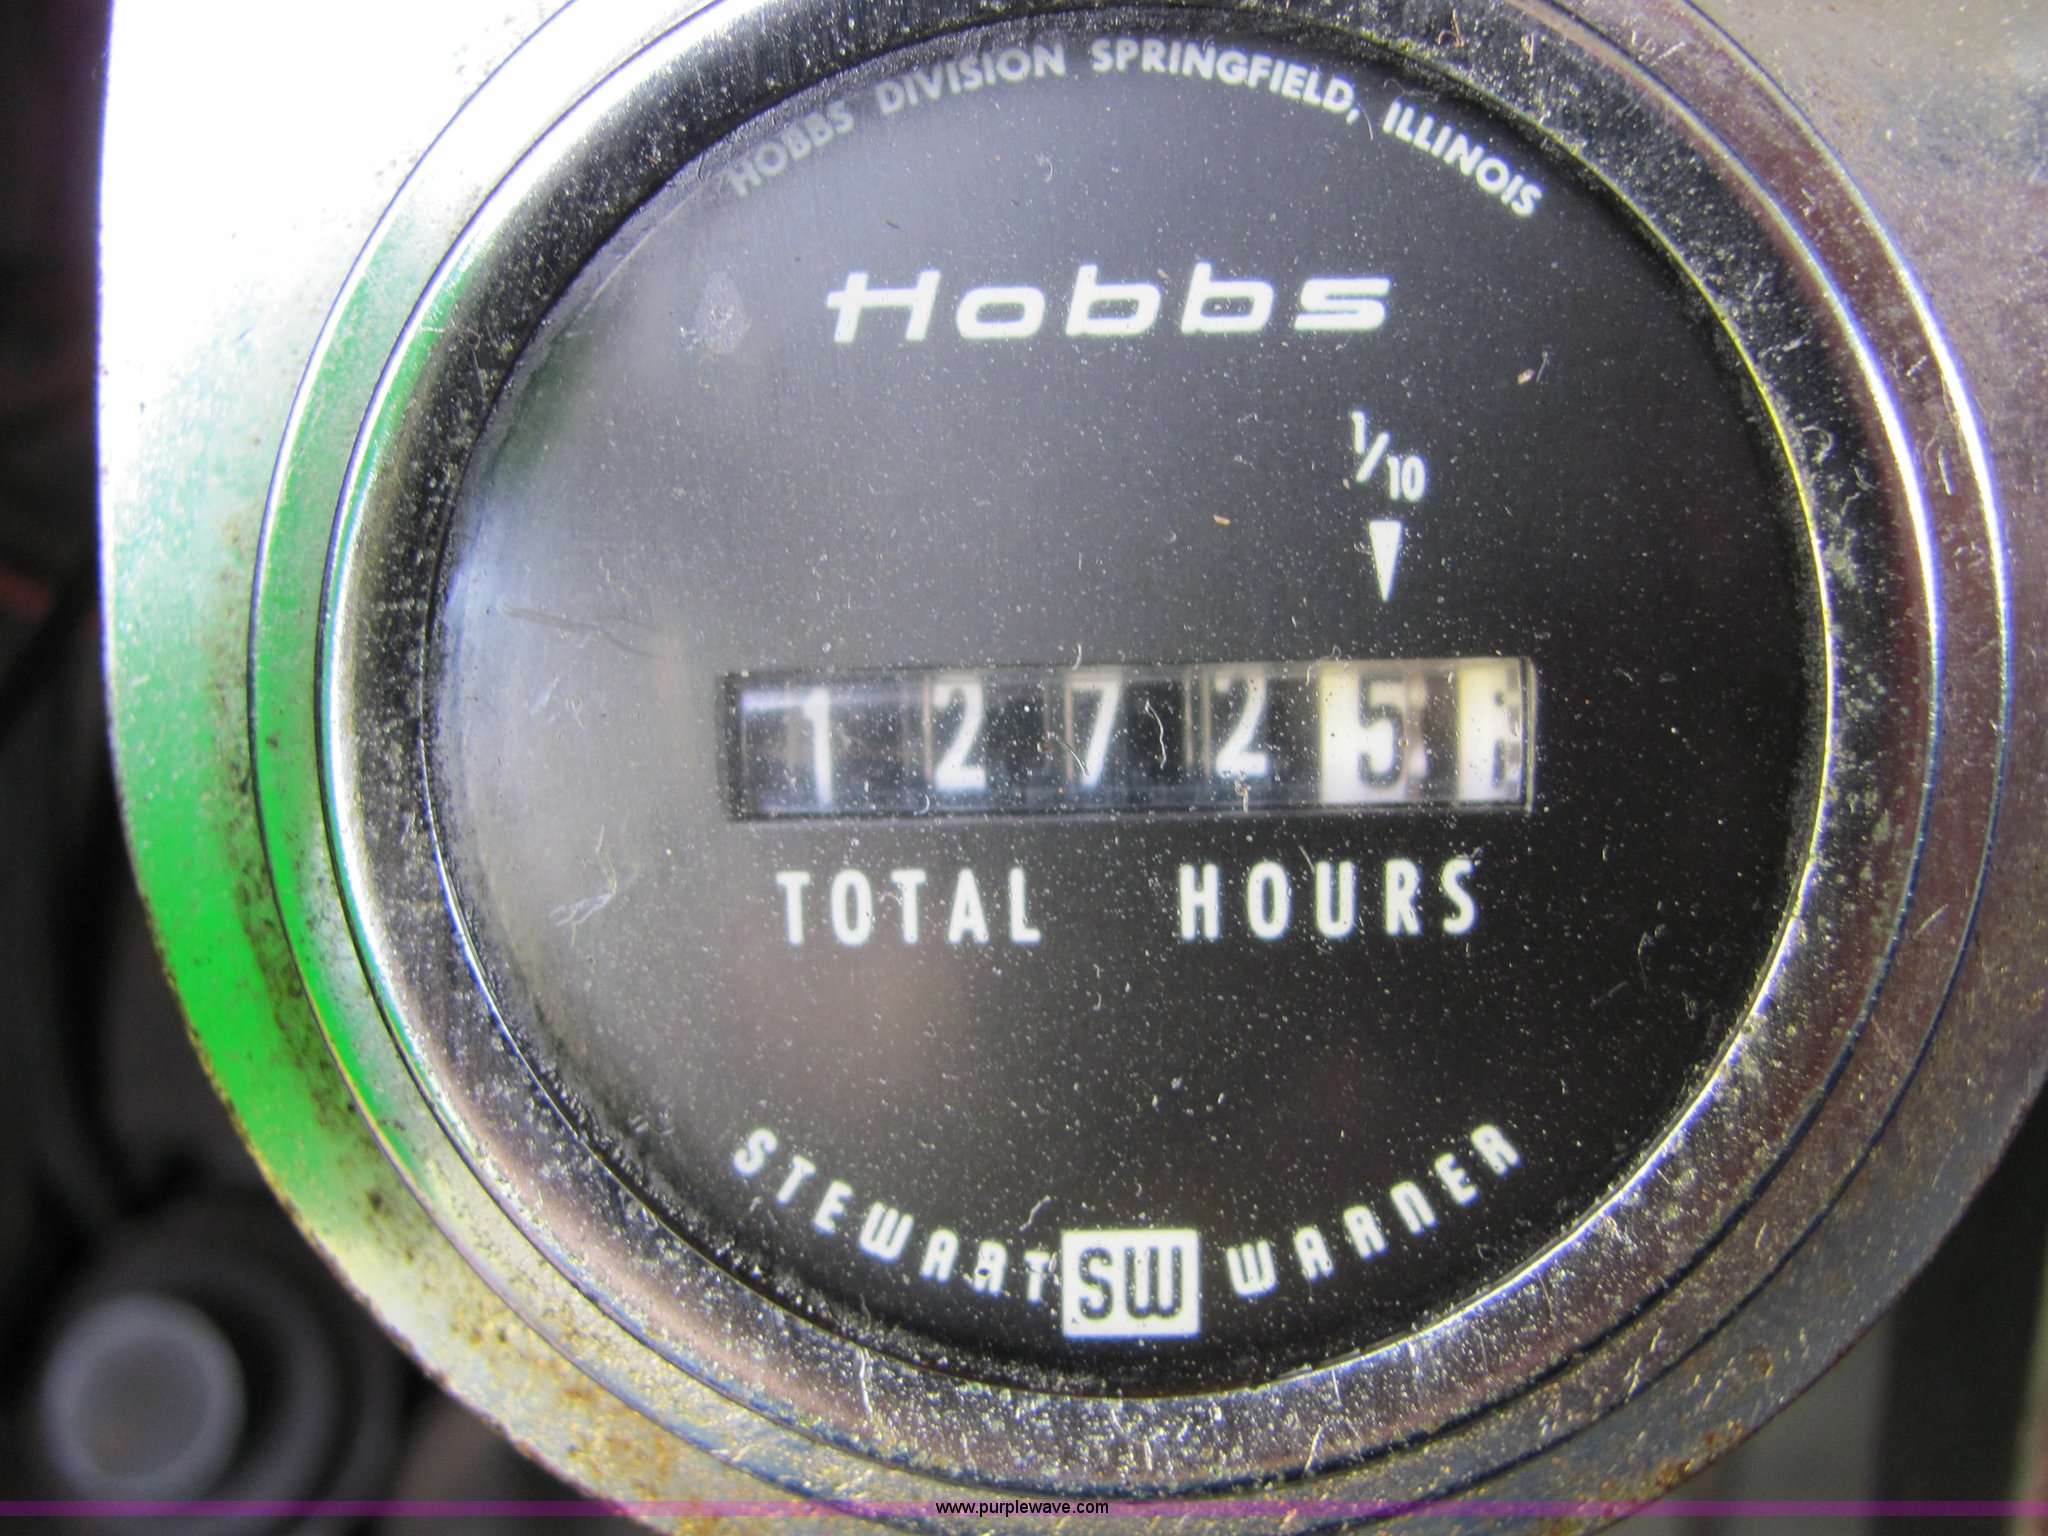 HOBBS DIVISION SPRINGFIELD, ILLINOIS
Hobbs
1/10
1 2 7 2 5
TOTAL HOURS
STEWART SW WARNER
www.purplewave.com